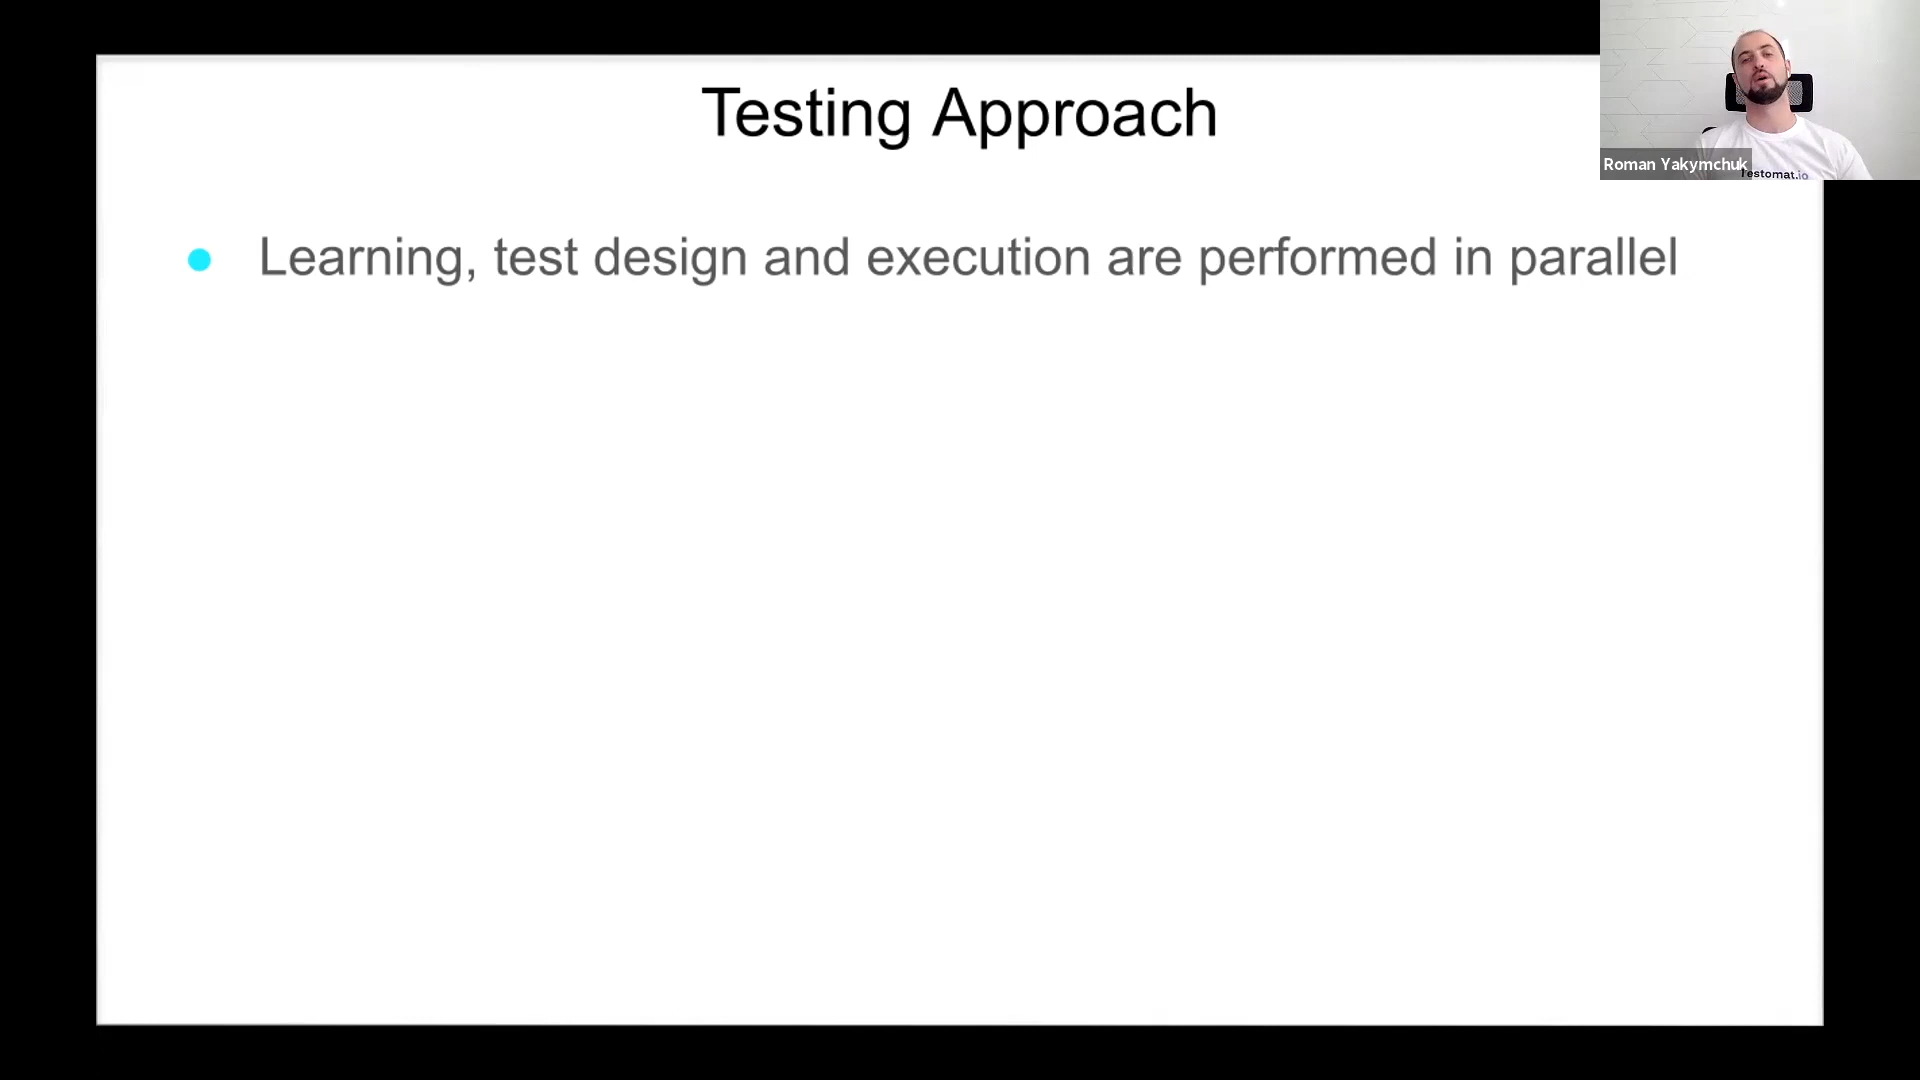 Testing Approach
Learning, test design and execution are performed in parallel
Roman Yakymchuk
Testomat.io